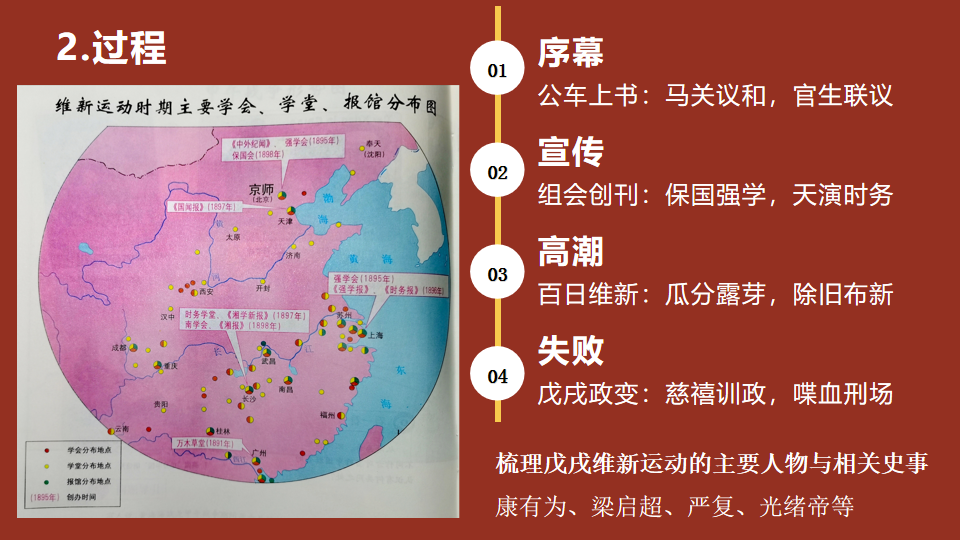 2.过程
维新运动时期主要学会、学堂、报馆分布图
《中外纪闻》、强学会(1895年)
保国会(1898年)
奉天
(沈阳)
京师
(北京)
《国闻报》(1897年)
天津
渤
海
太原
济南
黄 海
河
西安
开封
汉中
强学会(1895年)
《强学报》、《时务报》(1896年)
时务学堂、《湘学新报》(1897年)
南学会、《湘报》(1898年)
苏州
上海
成都
重庆
长
江
武昌
东
海
长沙
南昌
贵阳
福州
云南
桂林
万木草堂(1891年)
广州
学会分布地点
学堂分布地点
报馆分布地点
(1895年) 创办时间
01
序幕
公车上书：马关议和，官生联议
02
宣传
组会创刊：保国强学，天演时务
03
高潮
百日维新：瓜分露芽，除旧布新
04
失败
戊戌政变：慈禧训政，喋血刑场
梳理戊戌维新运动的主要人物与相关史事
康有为、梁启超、严复、光绪帝等